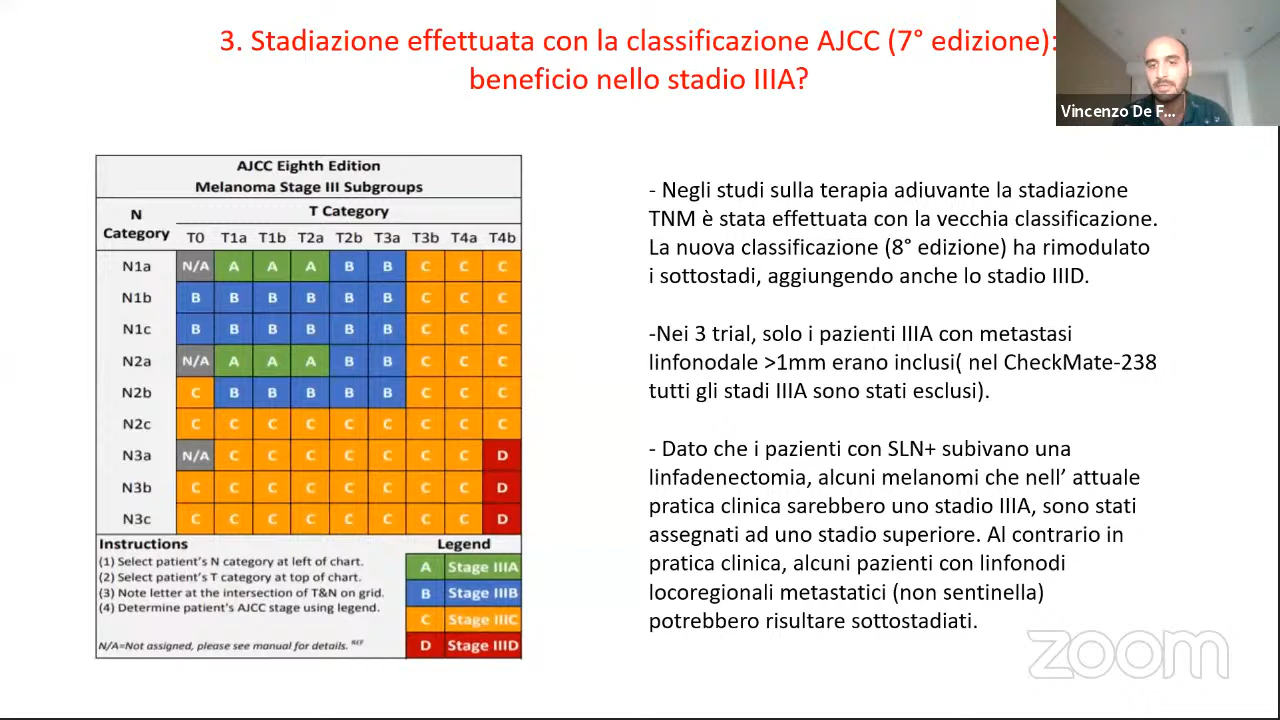 3. Stadiazione effettuata con la classificazione AJCC (7° edizione):
beneficio nello stadio IIIA?
Vincenzo De F...
AJCC Eighth Edition
Melanoma Stage III Subgroups
N
Category
T Category
T0 T1a T1b T2a T2b T3a T3b T4a T4b
N1a N/A A A A B B C C C
N1b B B B B B B C C C
N1c B B B B B B C C C
N2a N/A A A A B B C C C
N2b C B B B B B C C C
N2c C C C C C C C C C
N3a N/A C C C C C C C D
N3b C C C C C C C C D
N3c C C C C C C C C D
Instructions
(1) Select patient's N category at left of chart.
(2) Select patient's T category at top of chart.
(3) Note letter at the intersection of T&N on grid.
(4) Determine patient's AJCC stage using legend.
N/A=Not assigned, please see manual for details. REF
Legend
A Stage IIIA
B Stage IIIB
C Stage IIIC
D Stage IIID
- Negli studi sulla terapia adiuvante la stadiazione
TNM è stata effettuata con la vecchia classificazione.
La nuova classificazione (8° edizione) ha rimodulato
i sottostadi, aggiungendo anche lo stadio IIID.
-Nei 3 trial, solo i pazienti IIIA con metastasi
linfonodale >1mm erano inclusi( nel CheckMate-238
tutti gli stadi IIIA sono stati esclusi).
- Dato che i pazienti con SLN+ subivano una
linfadenectomia, alcuni melanomi che nell' attuale
pratica clinica sarebbero uno stadio IIIA, sono stati
assegnati ad uno stadio superiore. Al contrario in
pratica clinica, alcuni pazienti con linfonodi
locoregionali metastatici (non sentinella)
potrebbero risultare sottostadiati.
zoom